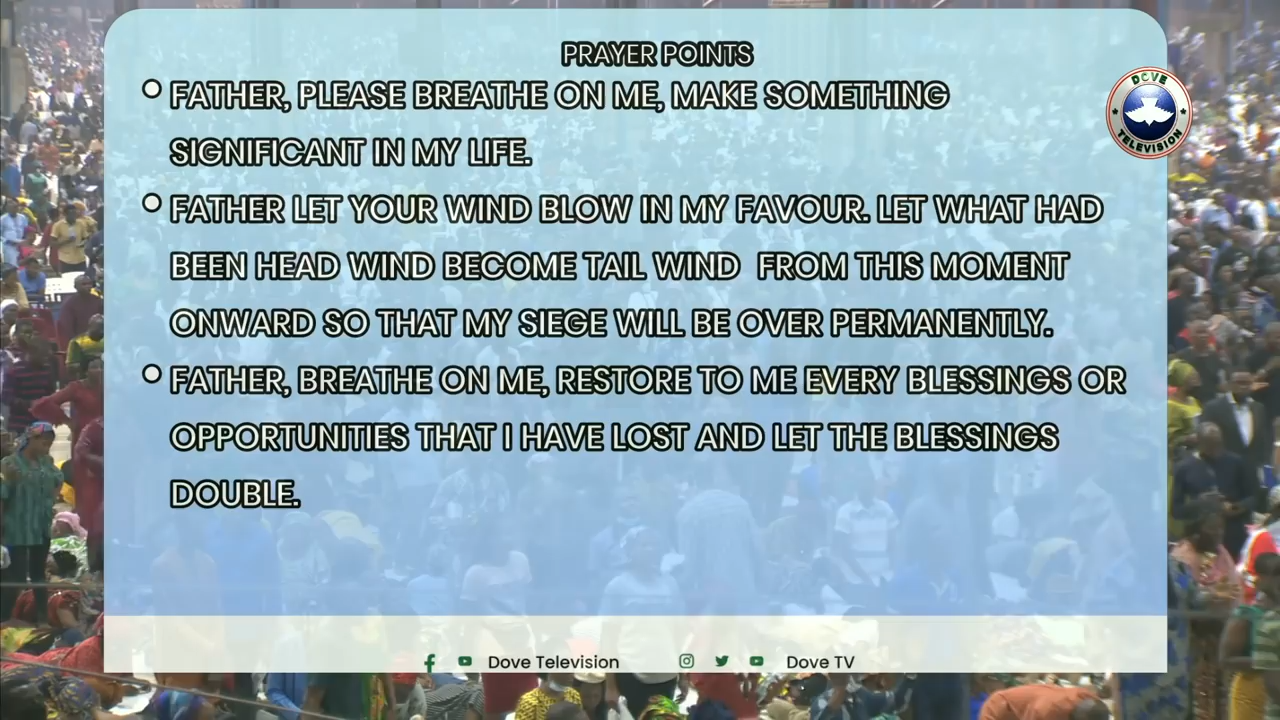 PRAYER POINTS
FATHER, PLEASE BREATHE ON ME, MAKE SOMETHING
SIGNIFICANT IN MY LIFE.
FATHER LET YOUR WIND BLOW IN MY FAVOUR. LET WHAT HAD
BEEN HEAD WIND BECOME TAIL WIND FROM THIS MOMENT
ONWARD SO THAT MY SIEGE WILL BE OVER PERMANENTLY.
FATHER, BREATHE ON ME, RESTORE TO ME EVERY BLESSINGS OR
OPPORTUNITIES THAT I HAVE LOST AND LET THE BLESSINGS
DOUBLE.
DOVE
TELEVISION
Dove Television
Dove TV